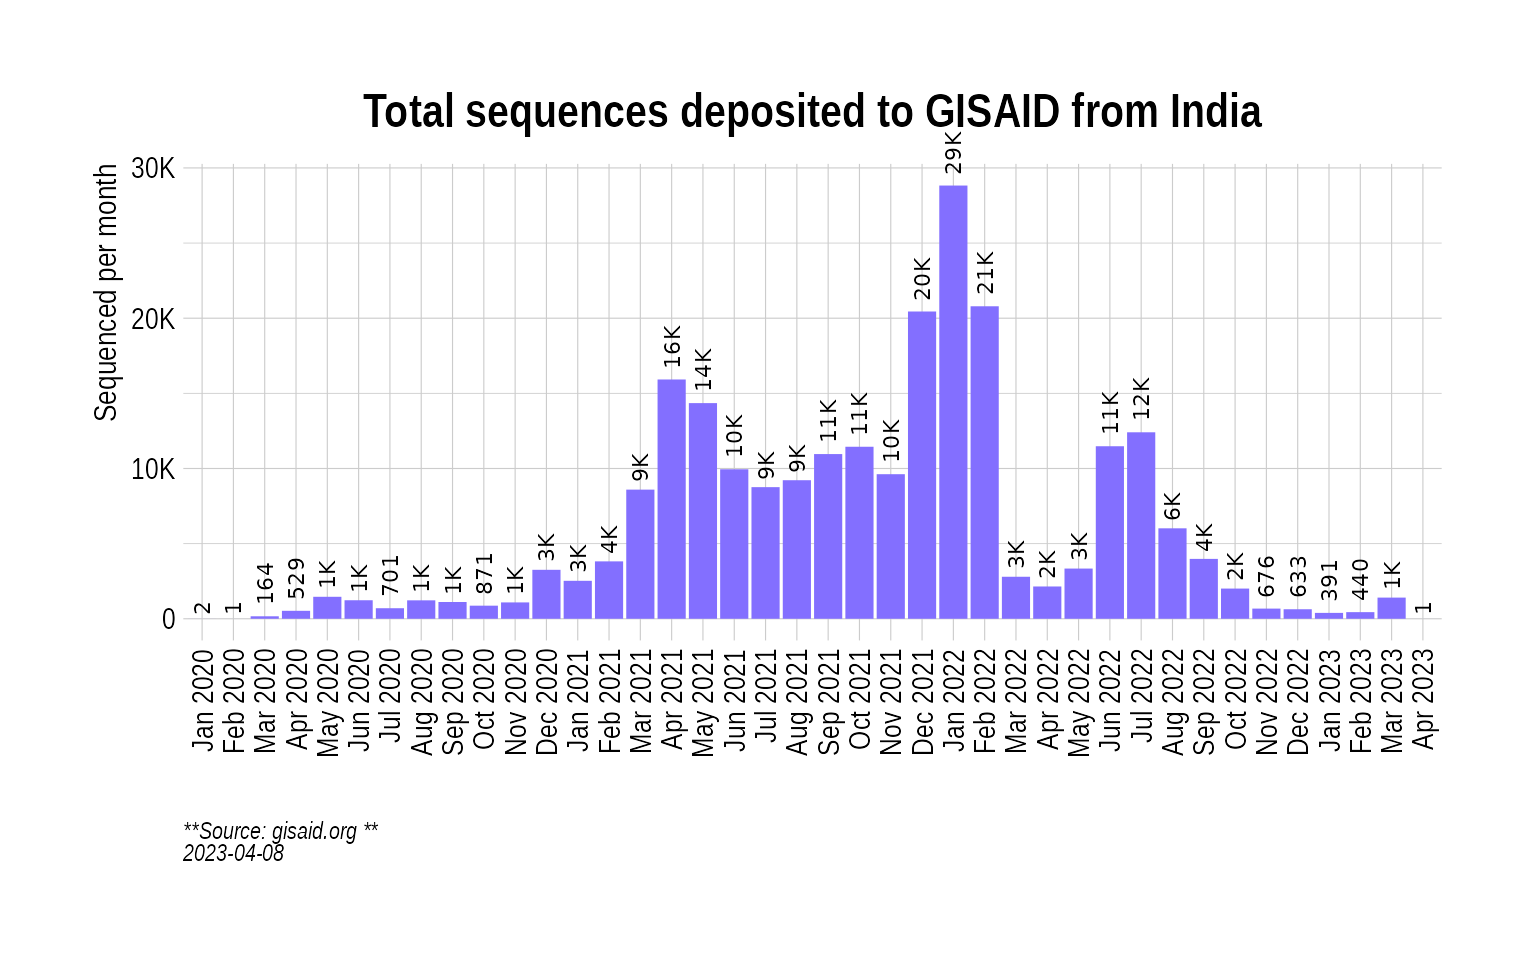 Total sequences deposited to GISAID from India
Sequenced per month
30K
20K
10K
0
2
1
164
529
1K
1K
701
1K
1K
871
1K
3K
3K
4K
9K
16K
14K
10K
9K
9K
11K
11K
10K
20K
29K
21K
3K
2K
3K
11K
12K
6K
4K
2K
676
633
391
440
1K
1
Jan 2020
Feb 2020
Mar 2020
Apr 2020
May 2020
Jun 2020
Jul 2020
Aug 2020
Sep 2020
Oct 2020
Nov 2020
Dec 2020
Jan 2021
Feb 2021
Mar 2021
Apr 2021
May 2021
Jun 2021
Jul 2021
Aug 2021
Sep 2021
Oct 2021
Nov 2021
Dec 2021
Jan 2022
Feb 2022
Mar 2022
Apr 2022
May 2022
Jun 2022
Jul 2022
Aug 2022
Sep 2022
Oct 2022
Nov 2022
Dec 2022
Jan 2023
Feb 2023
Mar 2023
Apr 2023
**Source: gisaid.org **
2023-04-08